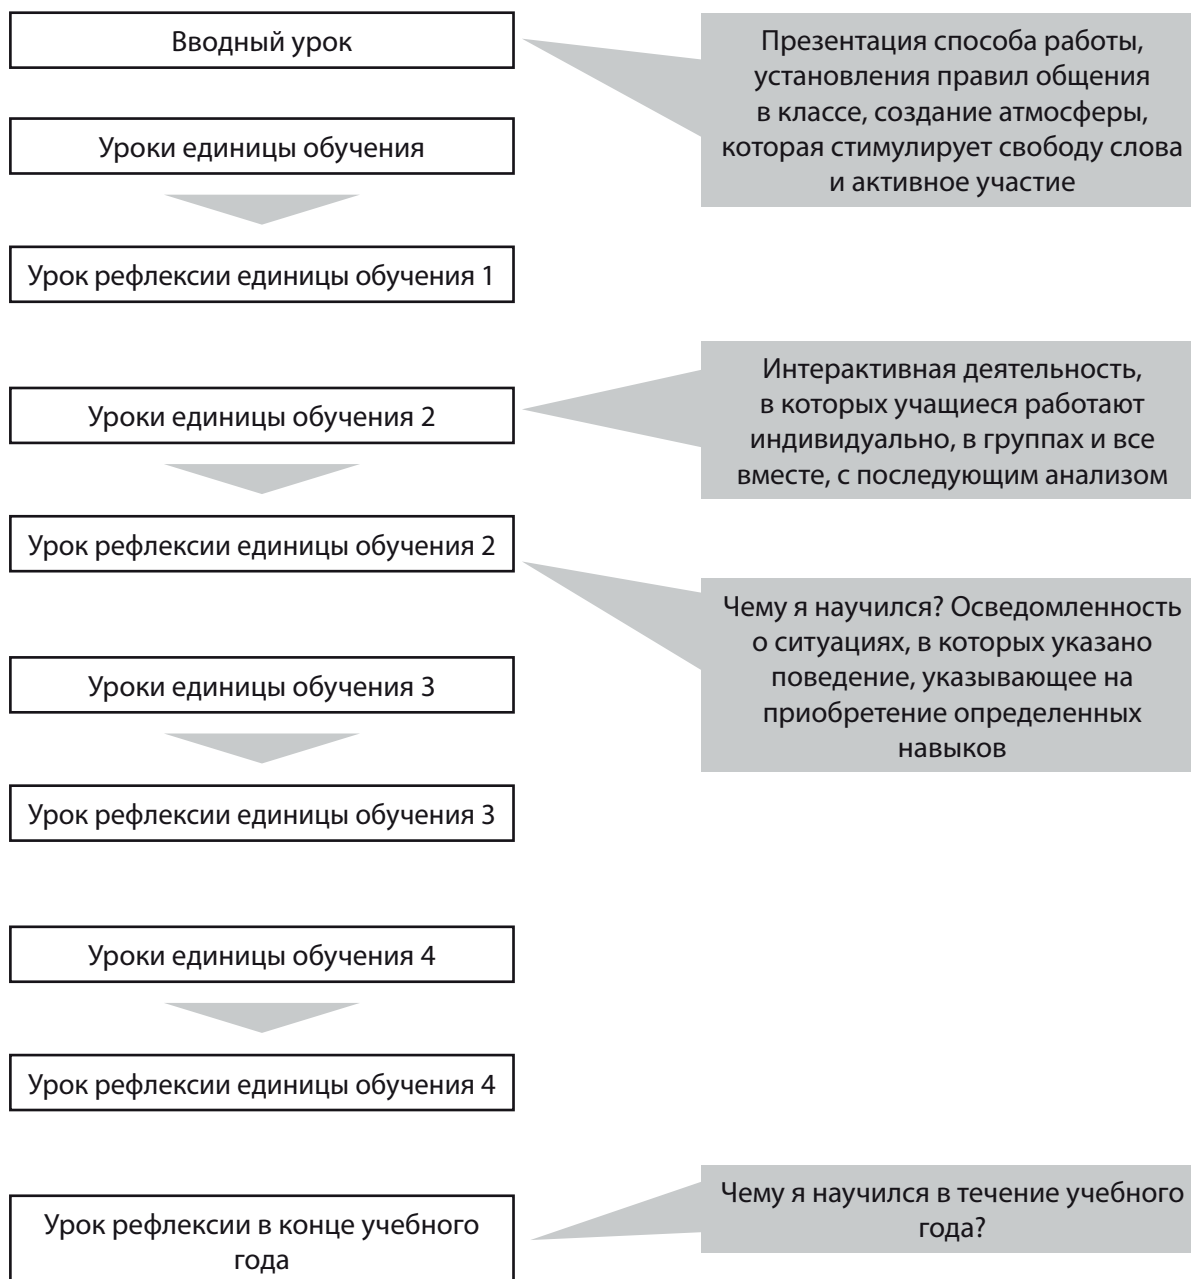 Вводный урок
Презентация способа работы,
установления правил общения
в классе, создание атмосферы,
которая стимулирует свободу слова
и активное участие
Уроки единицы обучения
Урок рефлексии единицы обучения 1
Интерактивная деятельность,
в которых учащиеся работают
индивидуально, в группах и все
вместе, с последующим анализом
Уроки единицы обучения 2
Урок рефлексии единицы обучения 2
Чему я научился? Осведомленность
о ситуациях, в которых указано
поведение, указывающее на
приобретение определенных
навыков
Уроки единицы обучения 3
Урок рефлексии единицы обучения 3
Уроки единицы обучения 4
Урок рефлексии единицы обучения 4
Чему я научился в течение учебного
года?
Урок рефлексии в конце учебного
года